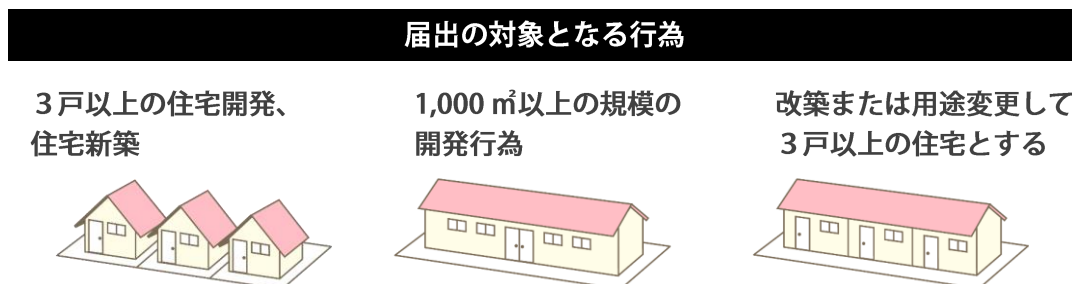 届出の対象となる行為
３戸以上の住宅開発、
住宅新築
1,000 ㎡以上の規模の
開発行為
改築または用途変更して
３戸以上の住宅とする